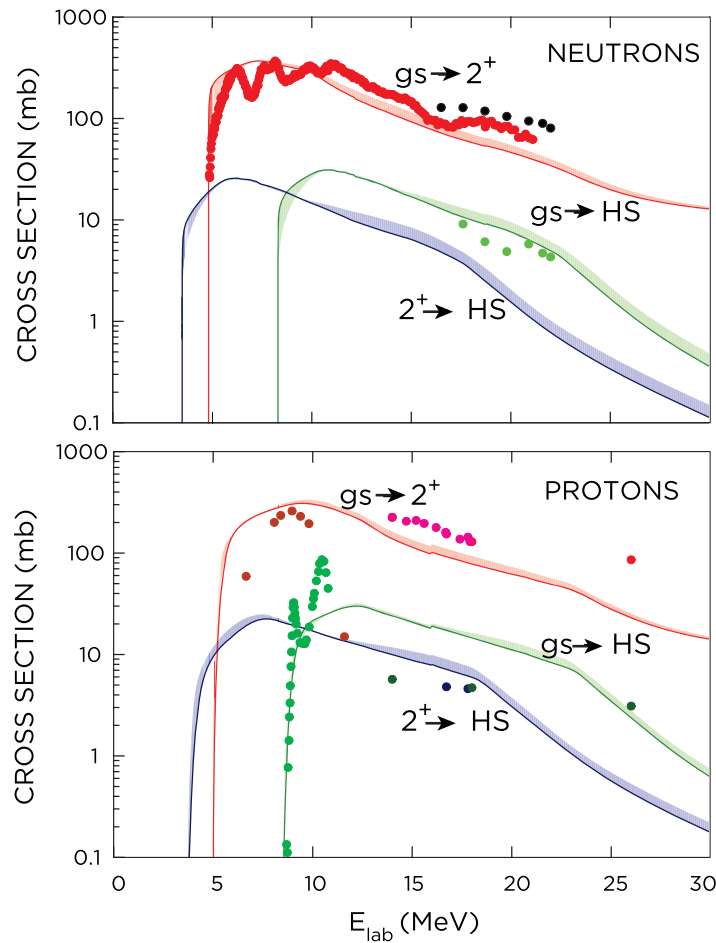 1000
NEUTRONS
gs→2⁺
100
CROSS SECTION (mb)
gs→HS
10
2⁺→ HS
1
0.1
1000
gs→2⁺
PROTONS
100
CROSS SECTION (mb)
gs→HS
10
2⁺→ HS
1
0.1
0 5 10 15 20 25 30
E_lab (MeV)